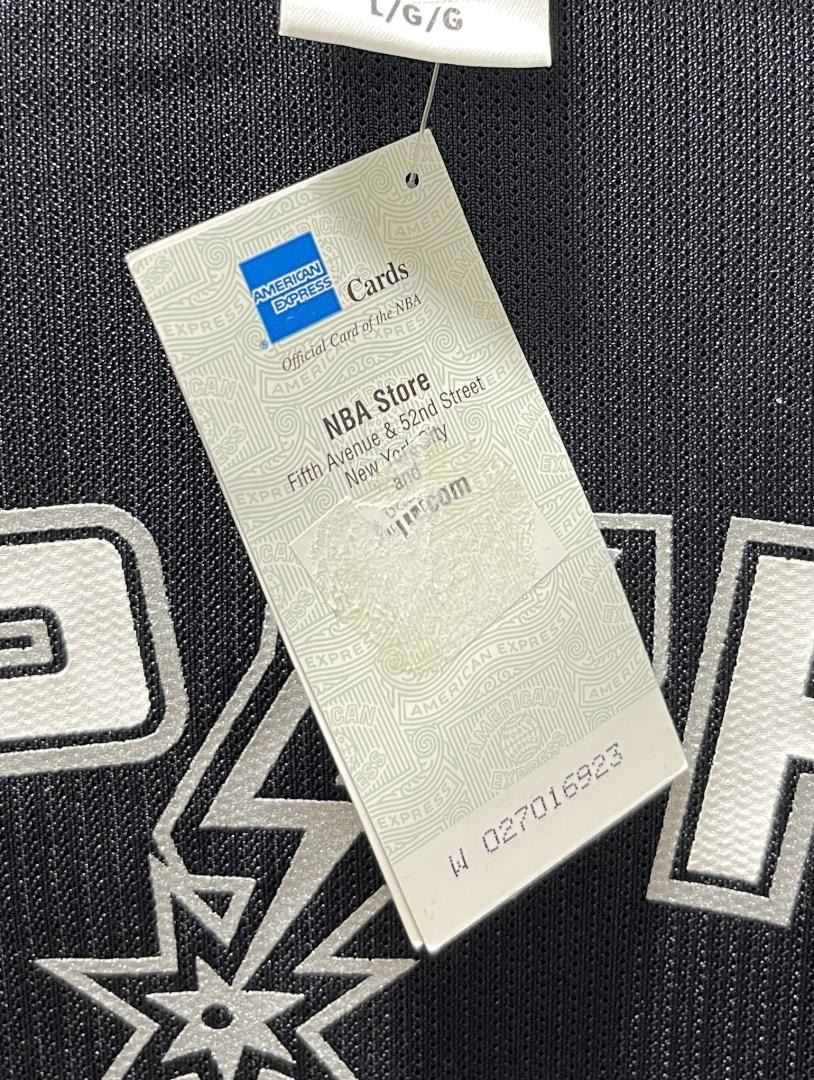 L/G/G
AMERICAN
EXPRESS
®
Cards
Official Card of the NBA
NBA Store
Fifth Avenue & 52nd Street
New York City
and
.com
W 027016923